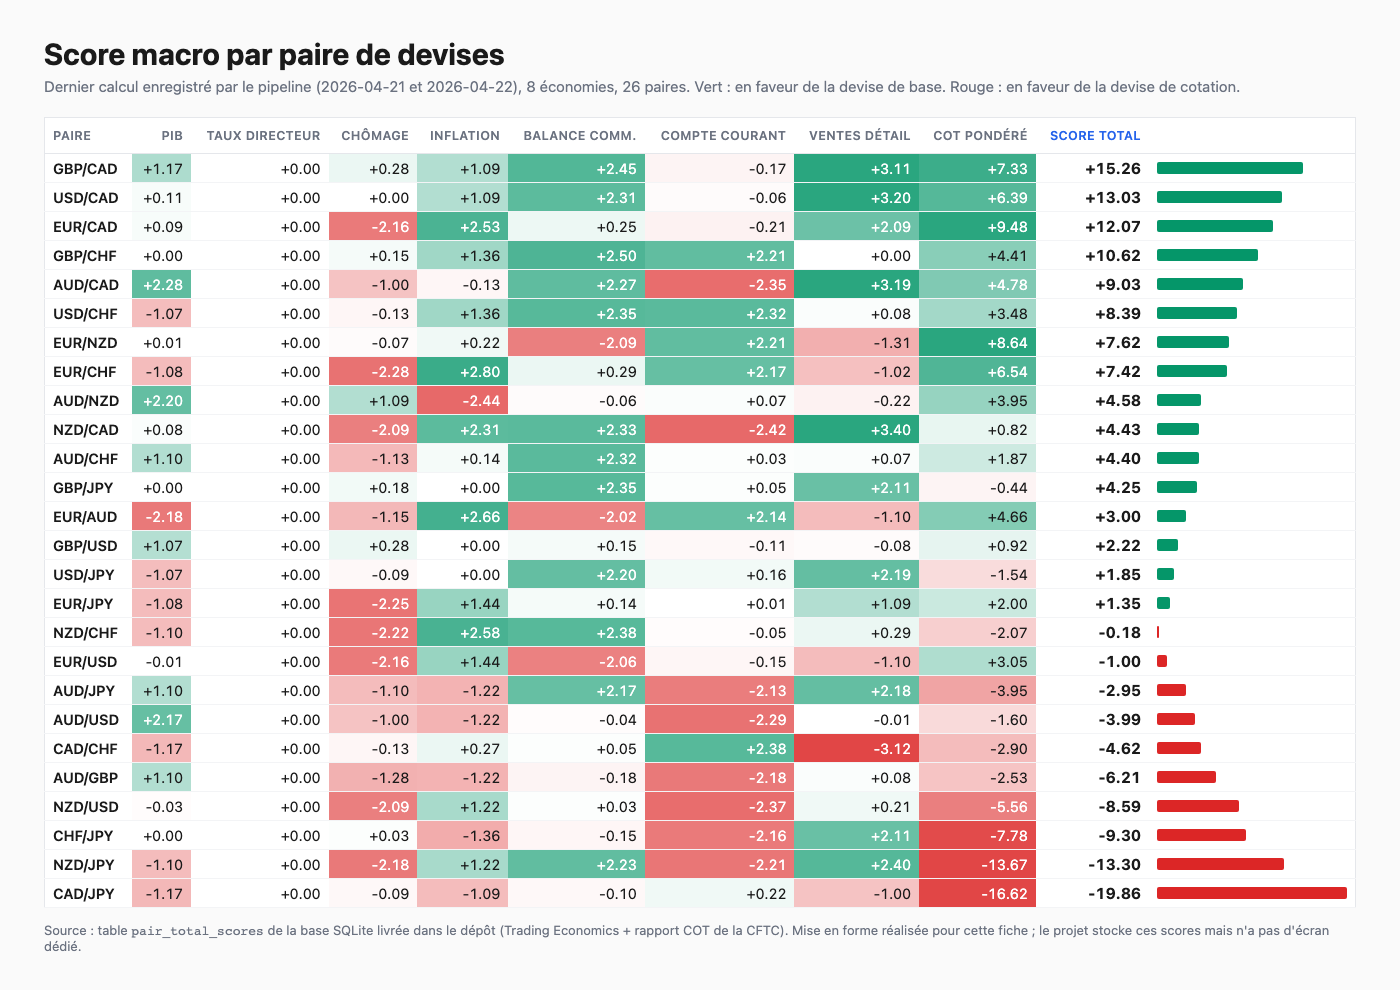 Score macro par paire de devises
Dernier calcul enregistré par le pipeline (2026-04-21 et 2026-04-22), 8 économies, 26 paires. Vert : en faveur de la devise de base. Rouge : en faveur de la devise de cotation.
PAIRE PIB TAUX DIRECTEUR CHÔMAGE INFLATION BALANCE COMM. COMPTE COURANT VENTES DÉTAIL COT PONDÉRÉ SCORE TOTAL
GBP/CAD +1.17 +0.00 +0.28 +1.09 +2.45 -0.17 +3.11 +7.33 +15.26
USD/CAD +0.11 +0.00 +0.00 +1.09 +2.31 -0.06 +3.20 +6.39 +13.03
EUR/CAD +0.09 +0.00 -2.16 +2.53 +0.25 -0.21 +2.09 +9.48 +12.07
GBP/CHF +0.00 +0.00 +0.15 +1.36 +2.50 +2.21 +0.00 +4.41 +10.62
AUD/CAD +2.28 +0.00 -1.00 -0.13 +2.27 -2.35 +3.19 +4.78 +9.03
USD/CHF -1.07 +0.00 -0.13 +1.36 +2.35 +2.32 +0.08 +3.48 +8.39
EUR/NZD +0.01 +0.00 -0.07 +0.22 -2.09 +2.21 -1.31 +8.64 +7.62
EUR/CHF -1.08 +0.00 -2.28 +2.80 +0.29 +2.17 -1.02 +6.54 +7.42
AUD/NZD +2.20 +0.00 +1.09 -2.44 -0.06 +0.07 -0.22 +3.95 +4.58
NZD/CAD +0.08 +0.00 -2.09 +2.31 +2.33 -2.42 +3.40 +0.82 +4.43
AUD/CHF +1.10 +0.00 -1.13 +0.14 +2.32 +0.03 +0.07 +1.87 +4.40
GBP/JPY +0.00 +0.00 +0.18 +0.00 +2.35 +0.05 +2.11 -0.44 +4.25
EUR/AUD -2.18 +0.00 -1.15 +2.66 -2.02 +2.14 -1.10 +4.66 +3.00
GBP/USD +1.07 +0.00 +0.28 +0.00 +0.15 -0.11 -0.08 +0.92 +2.22
USD/JPY -1.07 +0.00 -0.09 +0.00 +2.20 +0.16 +2.19 -1.54 +1.85
EUR/JPY -1.08 +0.00 -2.25 +1.44 +0.14 +0.01 +1.09 +2.00 +1.35
NZD/CHF -1.10 +0.00 -2.22 +2.58 +2.38 -0.05 +0.29 -2.07 -0.18
EUR/USD -0.01 +0.00 -2.16 +1.44 -2.06 -0.15 -1.10 +3.05 -1.00
AUD/JPY +1.10 +0.00 -1.10 -1.22 +2.17 -2.13 +2.18 -3.95 -2.95
AUD/USD +2.17 +0.00 -1.00 -1.22 -0.04 -2.29 -0.01 -1.60 -3.99
CAD/CHF -1.17 +0.00 -0.13 +0.27 +0.05 +2.38 -3.12 -2.90 -4.62
AUD/GBP +1.10 +0.00 -1.28 -1.22 -0.18 -2.18 +0.08 -2.53 -6.21
NZD/USD -0.03 +0.00 -2.09 +1.22 +0.03 -2.37 +0.21 -5.56 -8.59
CHF/JPY +0.00 +0.00 +0.03 -1.36 -0.15 -2.16 +2.11 -7.78 -9.30
NZD/JPY -1.10 +0.00 -2.18 +1.22 +2.23 -2.21 +2.40 -13.67 -13.30
CAD/JPY -1.17 +0.00 -0.09 -1.09 -0.10 +0.22 -1.00 -16.62 -19.86
Source : table pair_total_scores de la base SQLite livrée dans le dépôt (Trading Economics + rapport COT de la CFTC). Mise en forme réalisée pour cette fiche ; le projet stocke ces scores mais n'a pas d'écran
dédié.